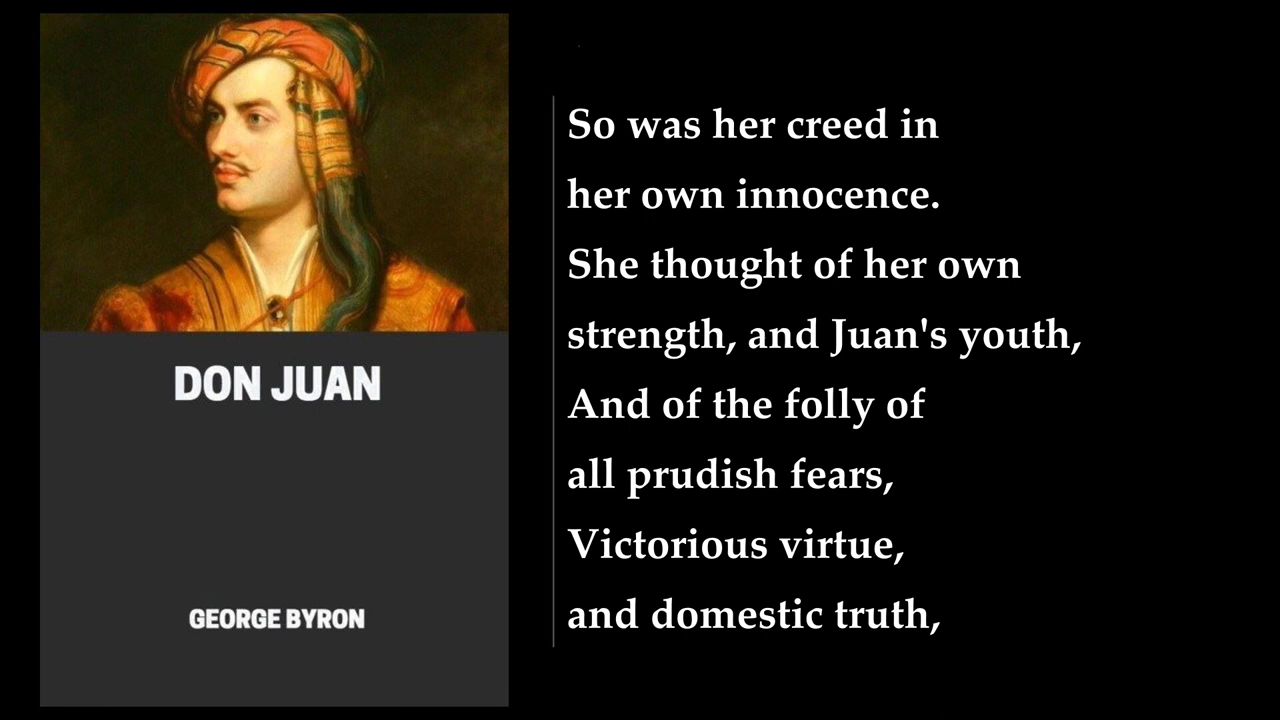 DON JUAN
GEORGE BYRON
So was her creed in
her own innocence.
She thought of her own
strength, and Juan's youth,
And of the folly of
all prudish fears,
Victorious virtue,
and domestic truth,